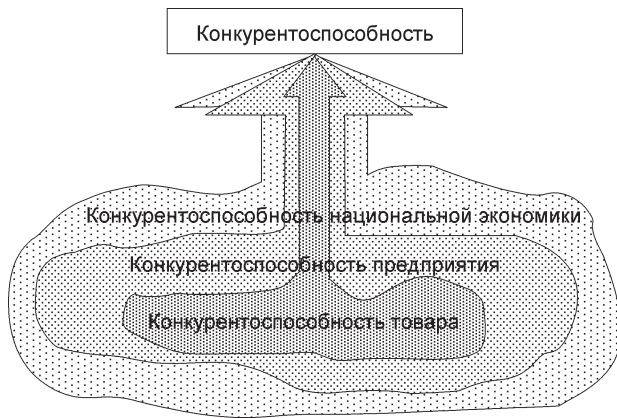 Конкурентоспособность
Конкурентоспособность национальной экономики
Конкурентоспособность предприятия
Конкурентоспособность товара